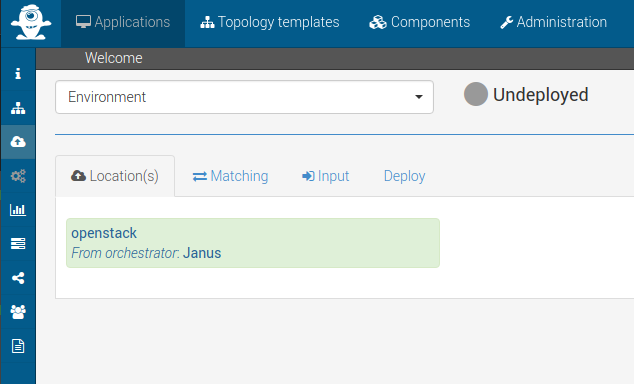 Applications Topology templates Components Administration
Welcome
Environment Undeployed
Location(s) Matching Input Deploy
openstack
From orchestrator: Janus